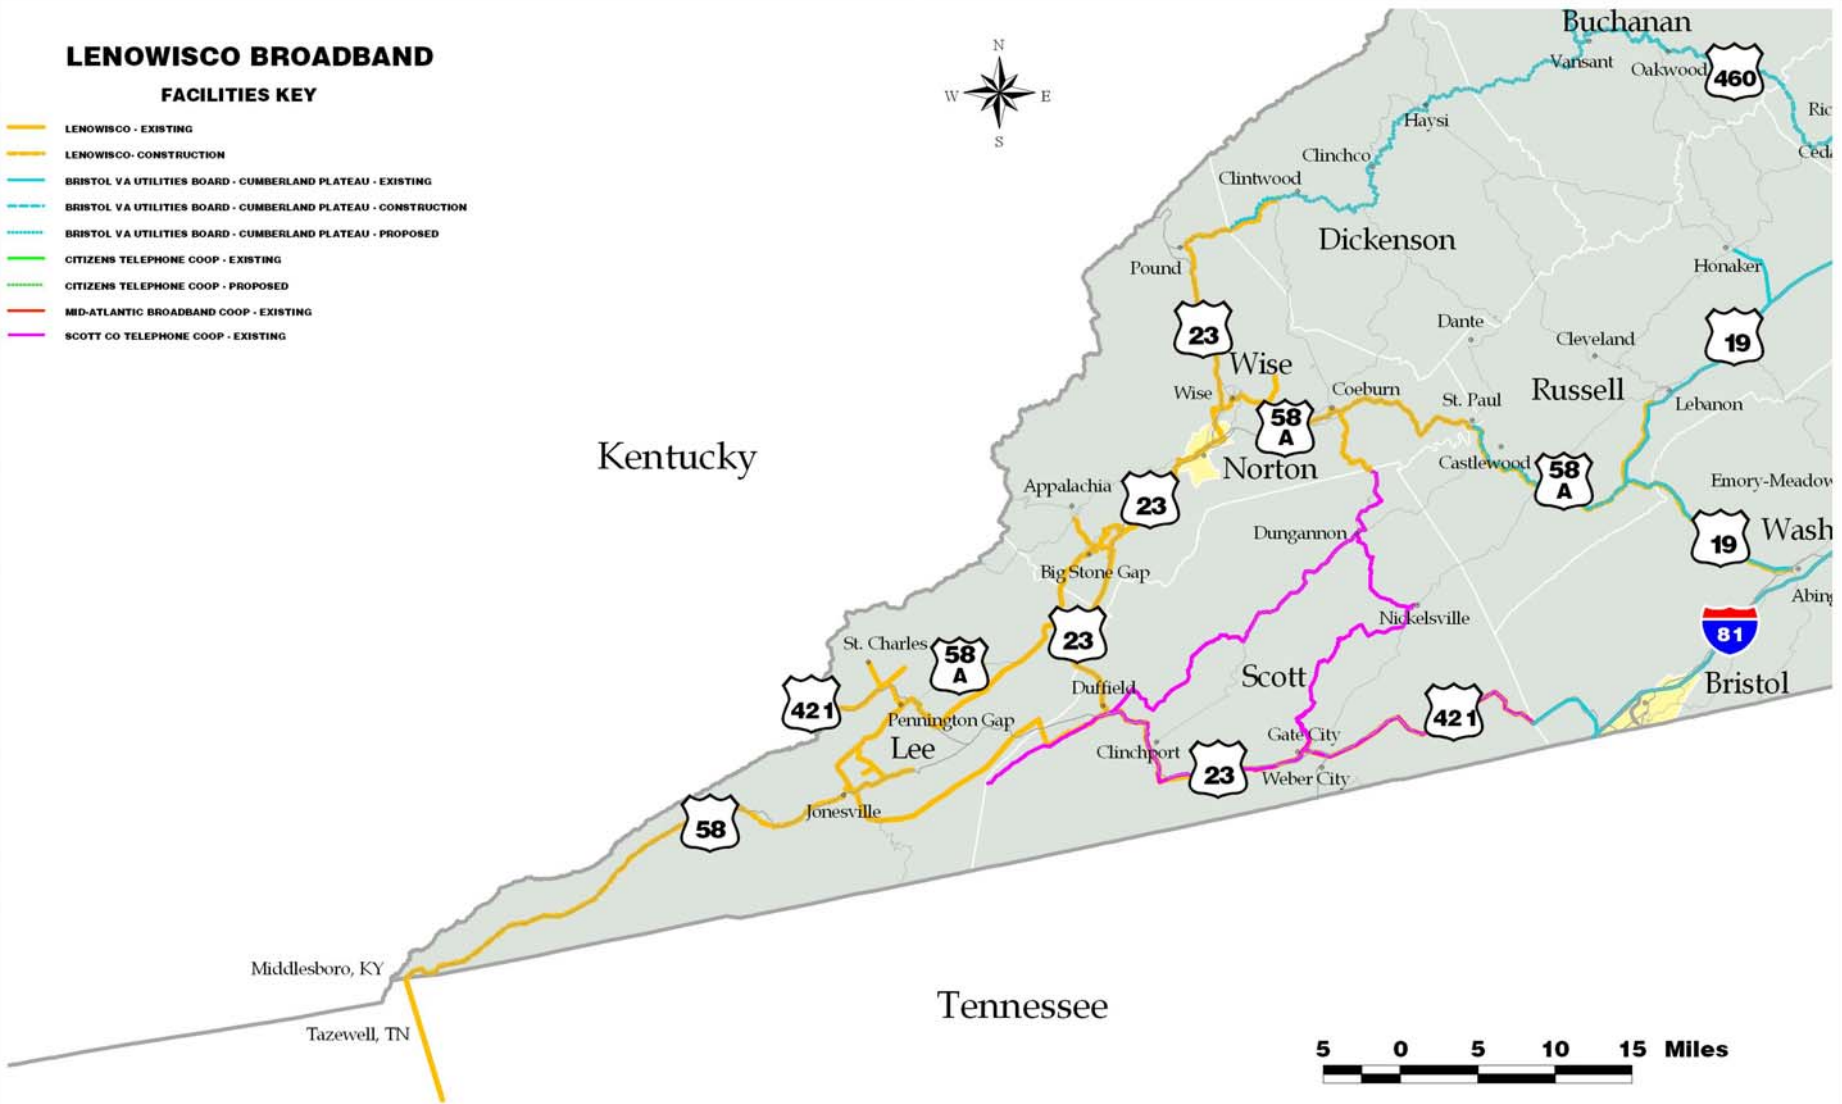 LENOWISCO BROADBAND
FACILITIES KEY
LENOWISCO - EXISTING
LENOWISCO- CONSTRUCTION
BRISTOL VA UTILITIES BOARD - CUMBERLAND PLATEAU - EXISTING
BRISTOL VA UTILITIES BOARD - CUMBERLAND PLATEAU - CONSTRUCTION
BRISTOL VA UTILITIES BOARD - CUMBERLAND PLATEAU - PROPOSED
CITIZENS TELEPHONE COOP - EXISTING
CITIZENS TELEPHONE COOP - PROPOSED
MID-ATLANTIC BROADBAND COOP - EXISTING
SCOTT CO TELEPHONE COOP - EXISTING
N
W E
S
Buchanan
Vansant
Oakwood
460
Ric
Haysi
Clinchco
Ceda
Clintwood
Dickenson
Pound
Honaker
23
Dante
Cleveland
19
Wise
Wise
Coeburn
St. Paul
Russell
Lebanon
58
A
Kentucky
Norton
Castlewood
58
A
Appalachia
23
Emory-Meadow
Dungannon
19
Wash
Big Stone Gap
Abing
Nickelsville
23
81
St. Charles
58
A
Scott
Bristol
Duffield
421
421
Pennington Gap
Lee
Gate City
Clinchport
23
Weber City
Jonesville
58
Middlesboro, KY
Tennessee
Tazewell, TN
5 0 5 10 15 Miles